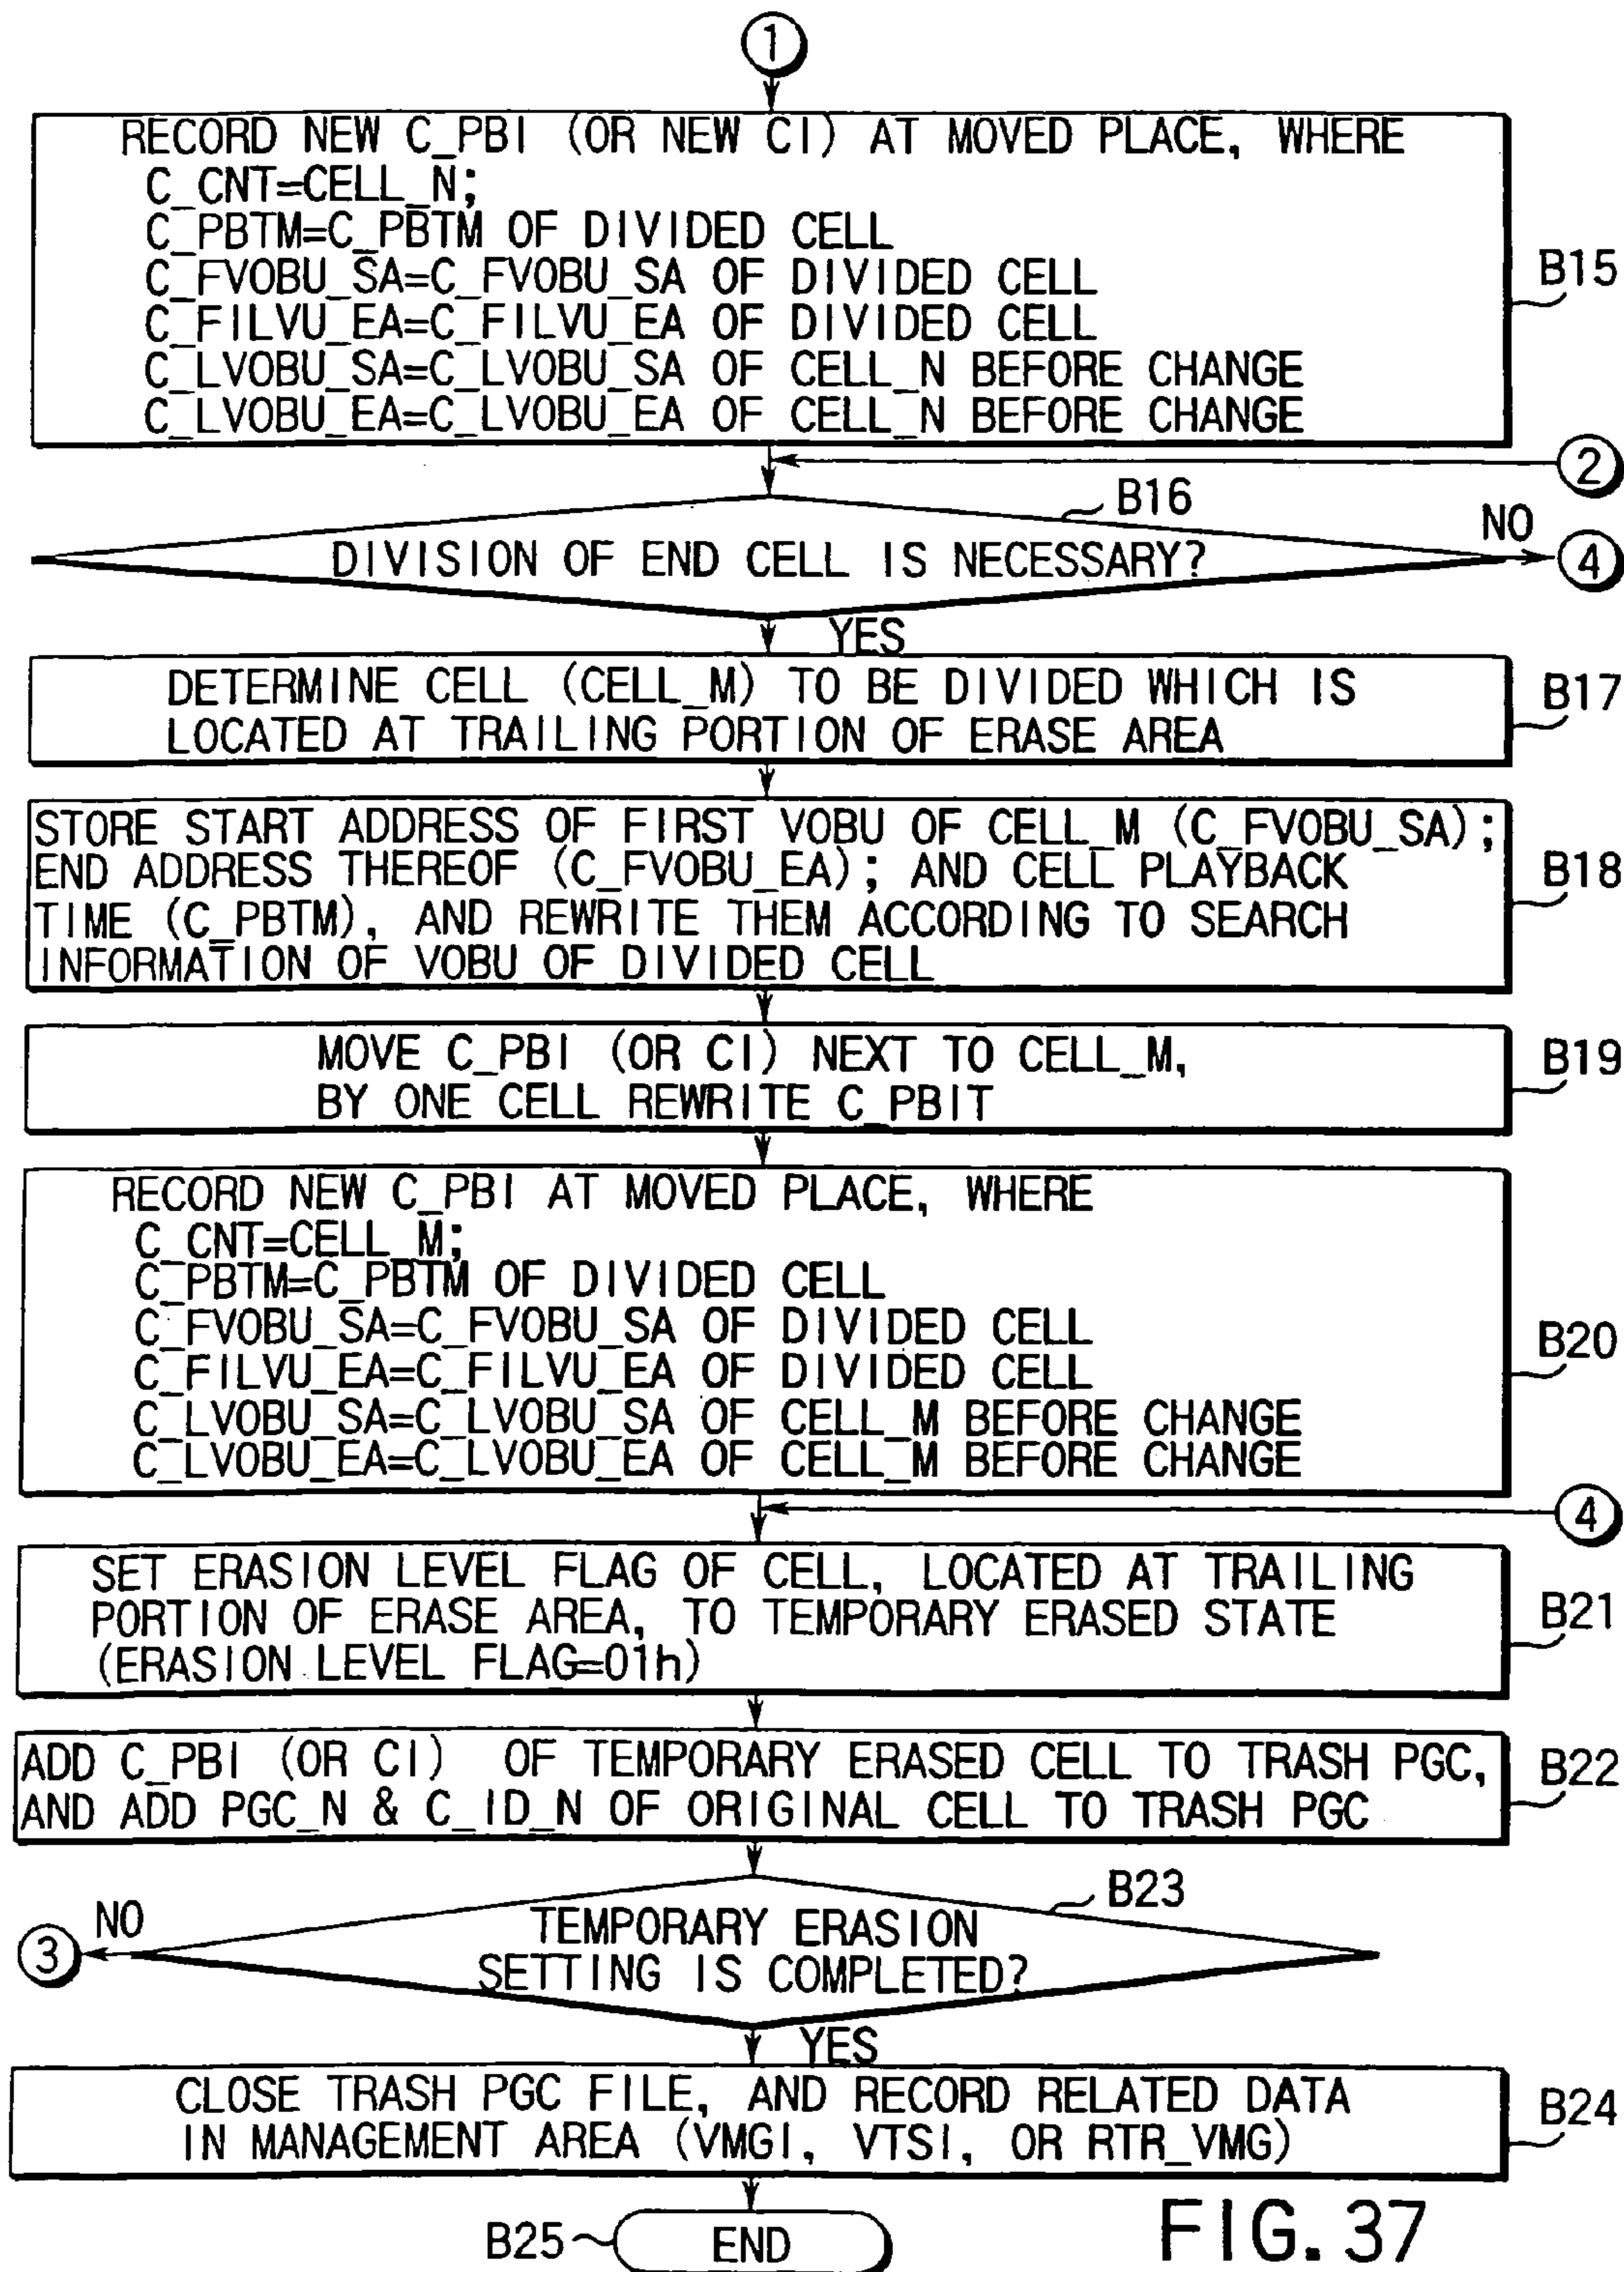 1
RECORD NEW C_PBI (OR NEW CI) AT MOVED PLACE, WHERE
C_CNT=CELL_N;
C_PBTM=C_PBTM OF DIVIDED CELL
C_FVOBU_SA=C_FVOBU_SA OF DIVIDED CELL
C_FILVU_EA=C_FILVU_EA OF DIVIDED CELL
C_LVOBU_SA=C_LVOBU_SA OF CELL_N BEFORE CHANGE
C_LVOBU_EA=C_LVOBU_EA OF CELL_N BEFORE CHANGE
B15
2
B16
DIVISION OF END CELL IS NECESSARY?
NO
4
YES
DETERMINE CELL (CELL_M) TO BE DIVIDED WHICH IS
LOCATED AT TRAILING PORTION OF ERASE AREA
B17
STORE START ADDRESS OF FIRST VOBU OF CELL_M (C_FVOBU_SA);
END ADDRESS THEREOF (C_FVOBU_EA); AND CELL PLAYBACK
TIME (C_PBTM), AND REWRITE THEM ACCORDING TO SEARCH
INFORMATION OF VOBU OF DIVIDED CELL
B18
MOVE C_PBI (OR CI) NEXT TO CELL_M,
BY ONE CELL REWRITE C_PBIT
B19
RECORD NEW C_PBI AT MOVED PLACE, WHERE
C_CNT=CELL_M;
C_PBTM=C_PBTM OF DIVIDED CELL
C_FVOBU_SA=C_FVOBU_SA OF DIVIDED CELL
C_FILVU_EA=C_FILVU_EA OF DIVIDED CELL
C_LVOBU_SA=C_LVOBU_SA OF CELL_M BEFORE CHANGE
C_LVOBU_EA=C_LVOBU_EA OF CELL_M BEFORE CHANGE
B20
4
SET ERASION LEVEL FLAG OF CELL, LOCATED AT TRAILING
PORTION OF ERASE AREA, TO TEMPORARY ERASED STATE
(ERASION LEVEL FLAG=01h)
B21
ADD C_PBI (OR CI) OF TEMPORARY ERASED CELL TO TRASH PGC,
AND ADD PGC_N & C_ID_N OF ORIGINAL CELL TO TRASH PGC
B22
B23
NO
3
TEMPORARY ERASION
SETTING IS COMPLETED?
YES
CLOSE TRASH PGC FILE, AND RECORD RELATED DATA
IN MANAGEMENT AREA (VMGI, VTSI, OR RTR_VMG)
B24
B25
END
FIG. 37